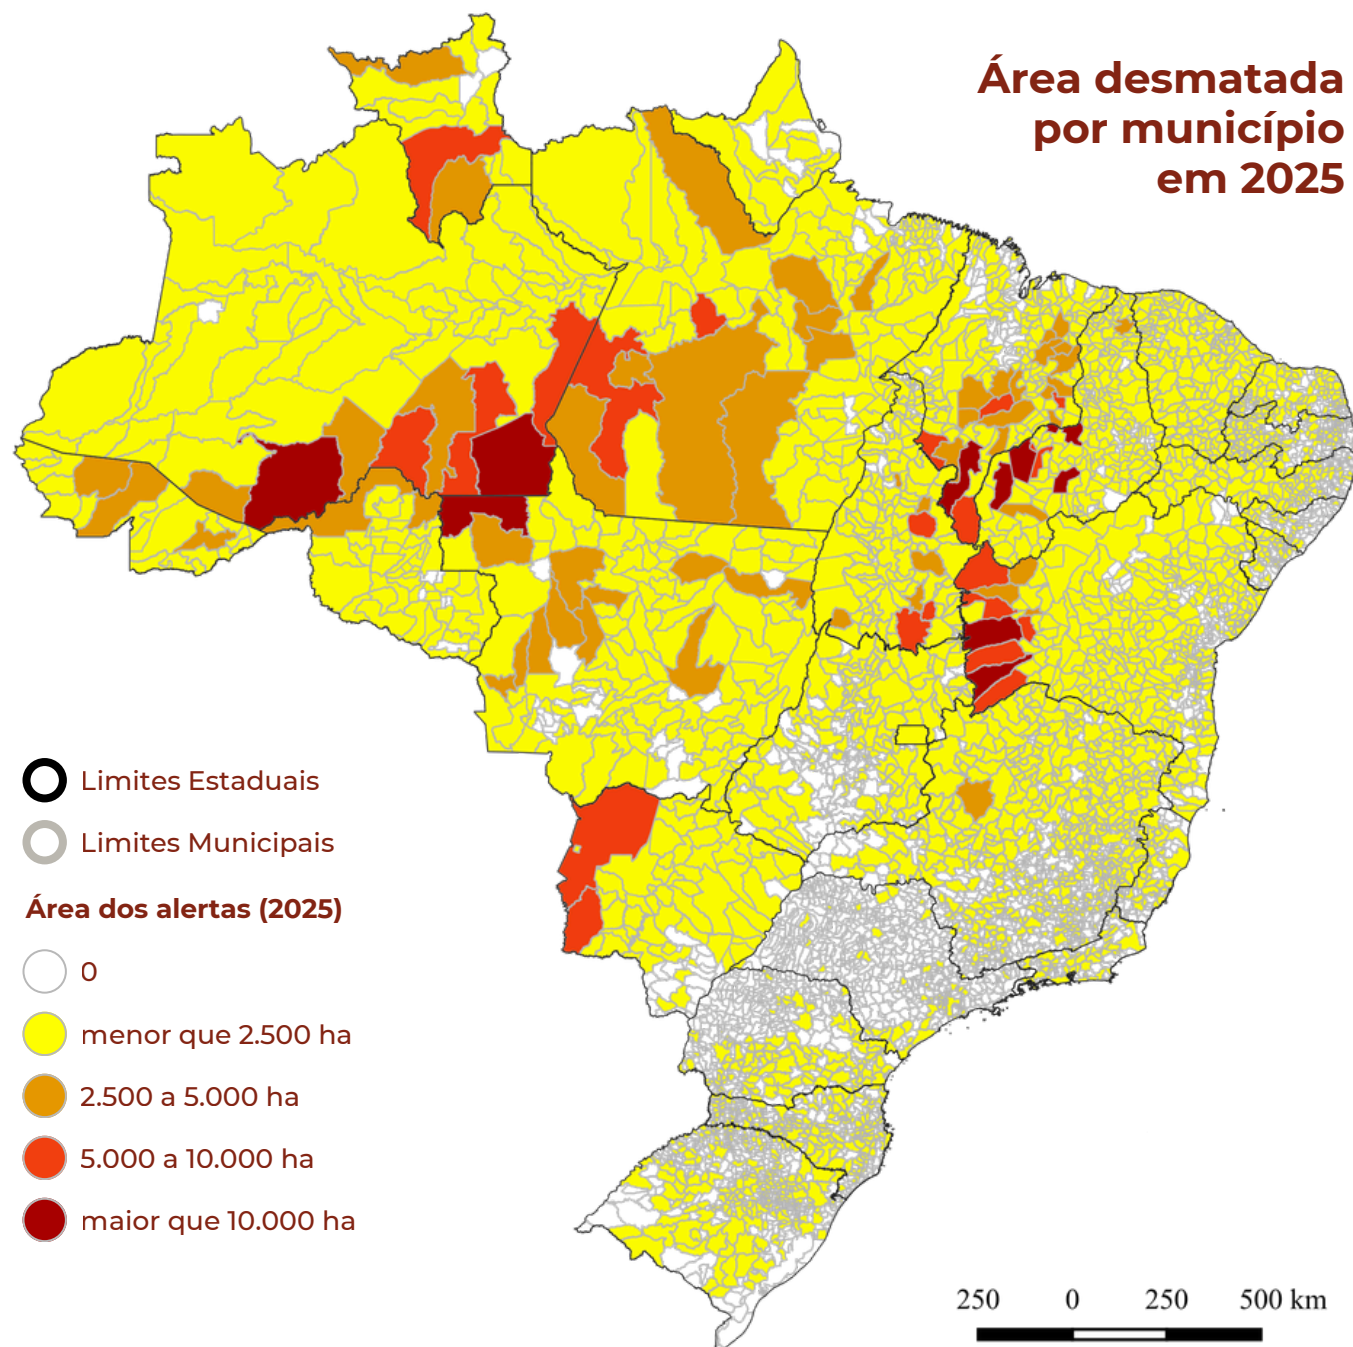 Área desmatada
por município
em 2025
Limites Estaduais
Limites Municipais
Área dos alertas (2025)
0
menor que 2.500 ha
2.500 a 5.000 ha
5.000 a 10.000 ha
maior que 10.000 ha
250 0 250 500 km